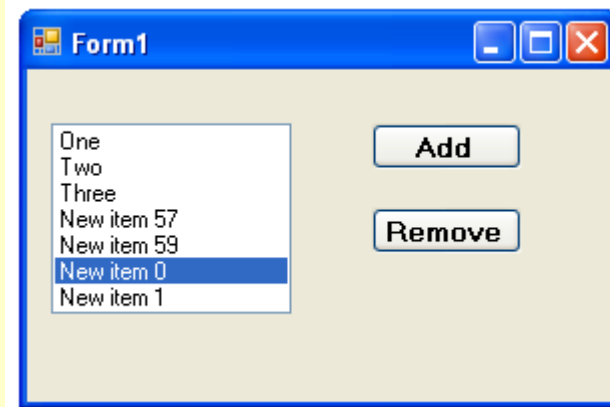 Form1
One
Two
Three
New item 57
New item 59
New item 0
New item 1
Add
Remove